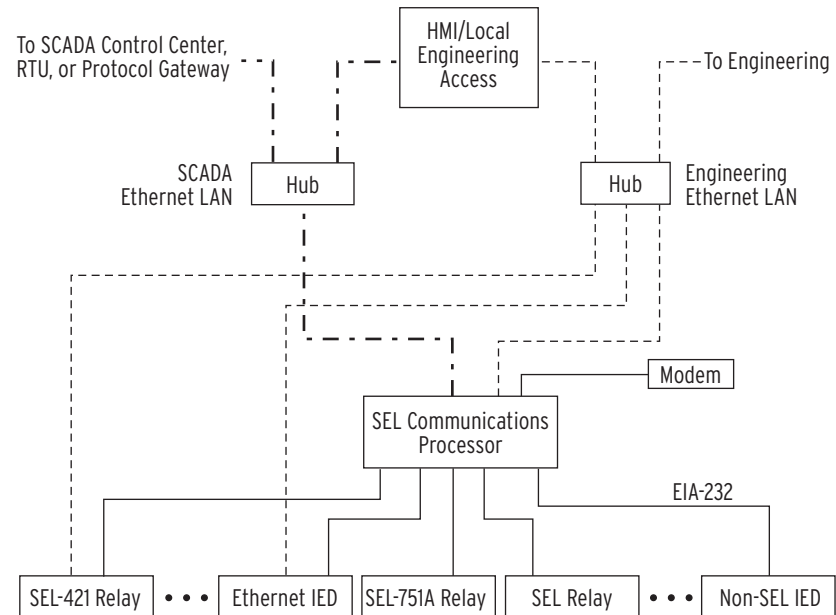 To SCADA Control Center,
RTU, or Protocol Gateway
HMI/Local
Engineering
Access
To Engineering
SCADA
Ethernet LAN
Hub
Hub
Engineering
Ethernet LAN
Modem
SEL Communications
Processor
EIA-232
SEL-421 Relay
Ethernet IED
SEL-751A Relay
SEL Relay
Non-SEL IED